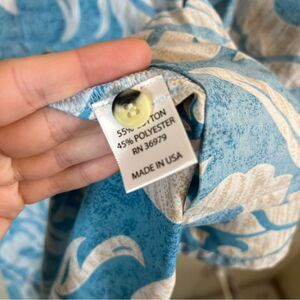 55% COTTON
45% POLYESTER
RN 36979
MADE IN USA